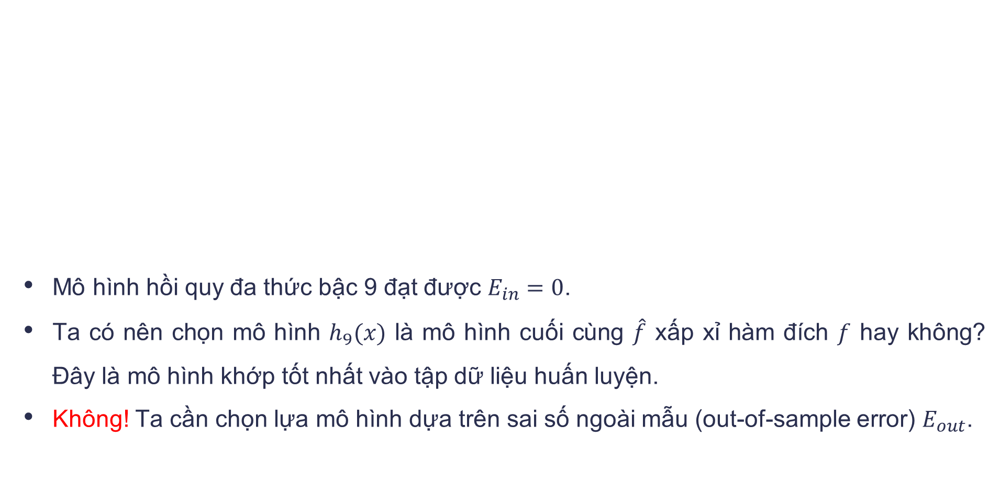 • Mô hình hồi quy đa thức bậc 9 đạt được $E_{in} = 0$.
• Ta có nên chọn mô hình $h_9(x)$ là mô hình cuối cùng $\hat{f}$ xấp xỉ hàm đích $f$ hay không?
Đây là mô hình khớp tốt nhất vào tập dữ liệu huấn luyện.
• Không! Ta cần chọn lựa mô hình dựa trên sai số ngoài mẫu (out-of-sample error) $E_{out}$.